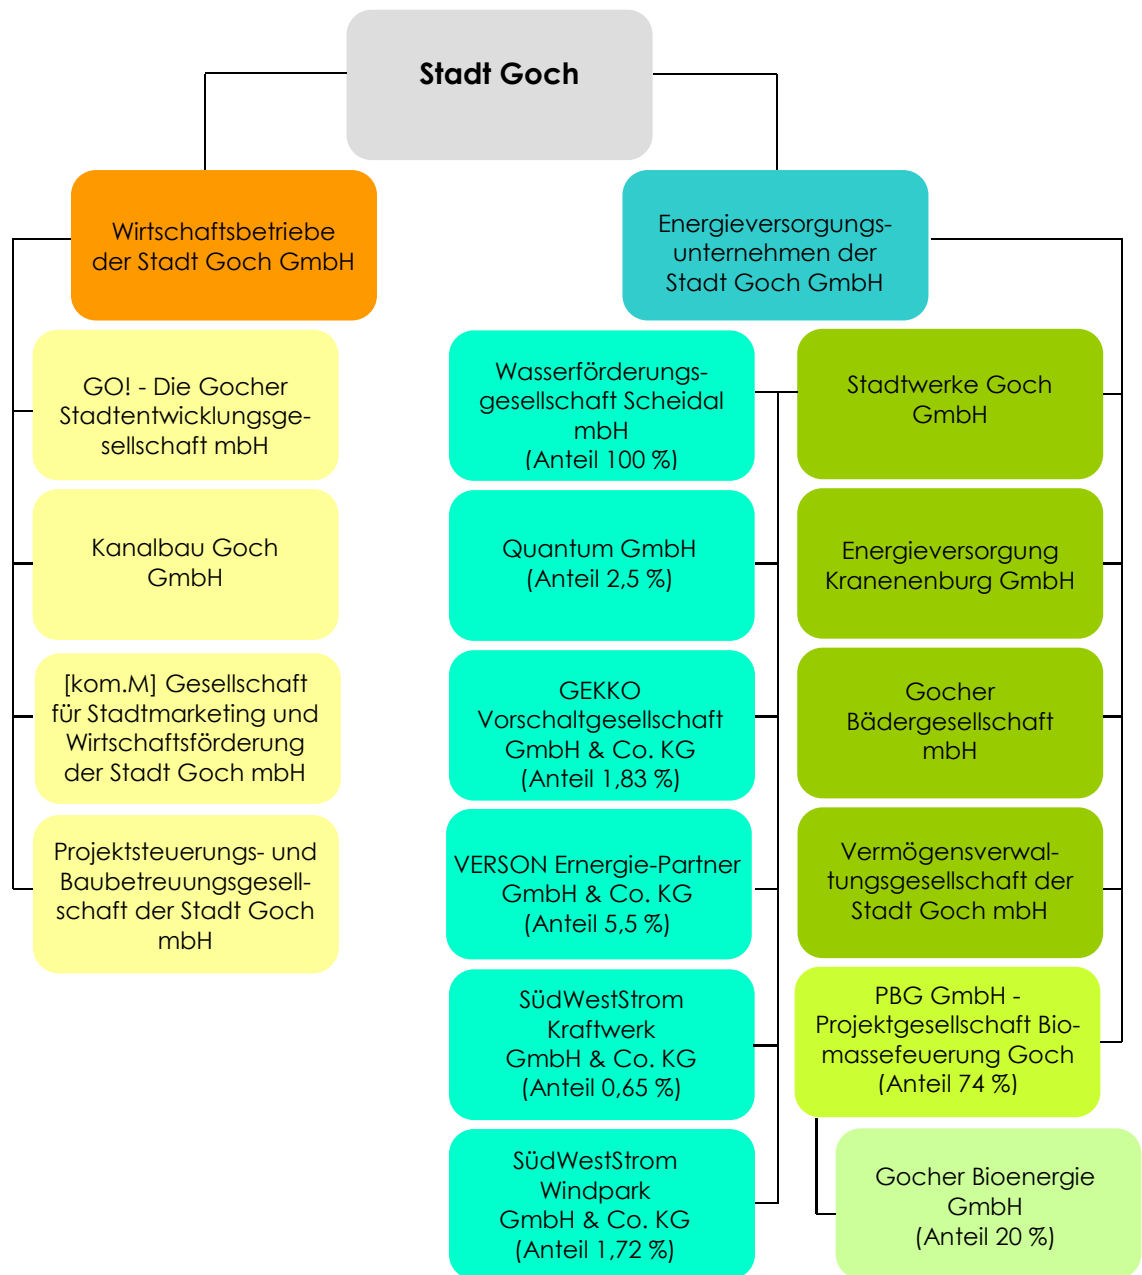 Stadt Goch
Wirtschaftsbetriebe
der Stadt Goch GmbH
Energieversorgungs-
unternehmen der
Stadt Goch GmbH
GO! - Die Gocher
Stadtentwicklungsge-
sellschaft mbH
Kanalbau Goch
GmbH
[kom.M] Gesellschaft
für Stadtmarketing und
Wirtschaftsförderung
der Stadt Goch mbH
Projektsteuerungs- und
Baubetreuungsgesell-
schaft der Stadt Goch
mbH
Wasserförderungs-
gesellschaft Scheidal
mbH
(Anteil 100 %)
Quantum GmbH
(Anteil 2,5 %)
GEKKO
Vorschaltgesellschaft
GmbH & Co. KG
(Anteil 1,83 %)
VERSON Ernergie-Partner
GmbH & Co. KG
(Anteil 5,5 %)
SüdWestStrom
Kraftwerk
GmbH & Co. KG
(Anteil 0,65 %)
SüdWestStrom
Windpark
GmbH & Co. KG
(Anteil 1,72 %)
Stadtwerke Goch
GmbH
Energieversorgung
Kranenenburg GmbH
Gocher
Bädergesellschaft
mbH
Vermögensverwal-
tungsgesellschaft der
Stadt Goch mbH
PBG GmbH -
Projektgesellschaft Bio-
massefeuerung Goch
(Anteil 74 %)
Gocher Bioenergie
GmbH
(Anteil 20 %)